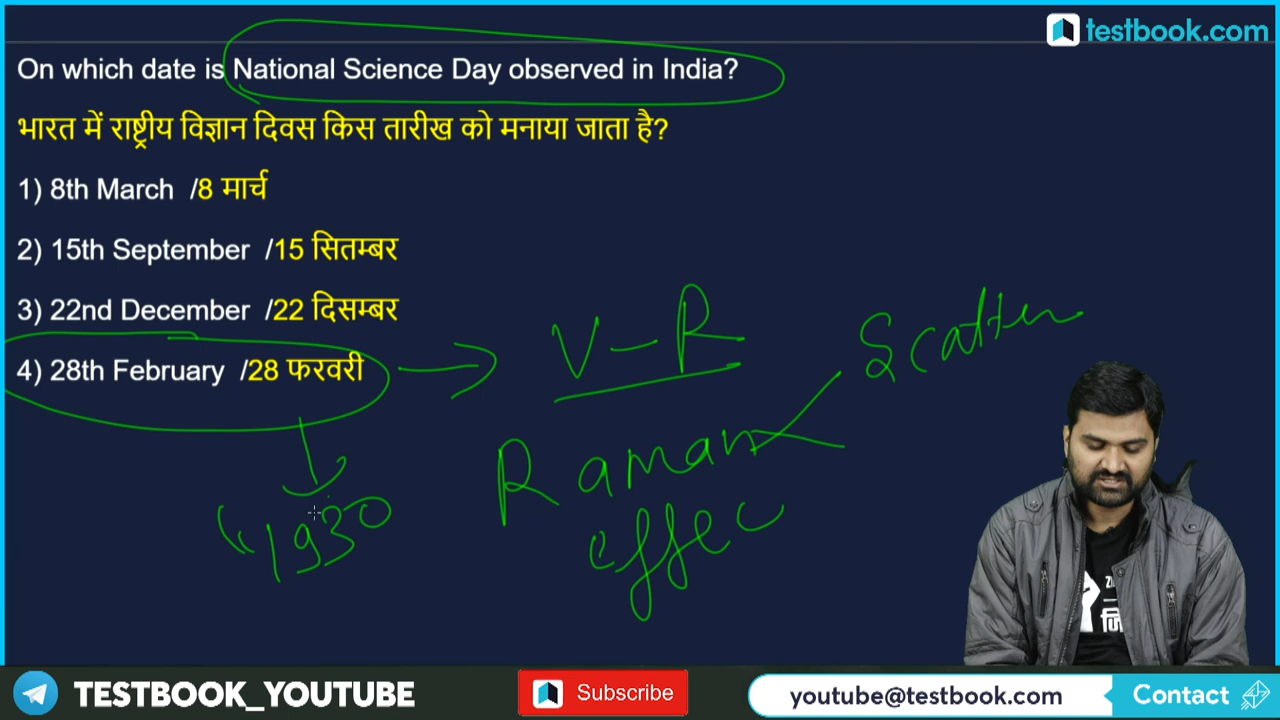 testbook.com
On which date is National Science Day observed in India?
भारत में राष्ट्रीय विज्ञान दिवस किस तारीख को मनाया जाता है?
1) 8th March /8 मार्च
2) 15th September /15 सितम्बर
3) 22nd December /22 दिसम्बर
4) 28th February /28 फरवरी
V-R
Scatter
Raman
effec
1930
TESTBOOK_YOUTUBE
Subscribe
youtube@testbook.com
Contact